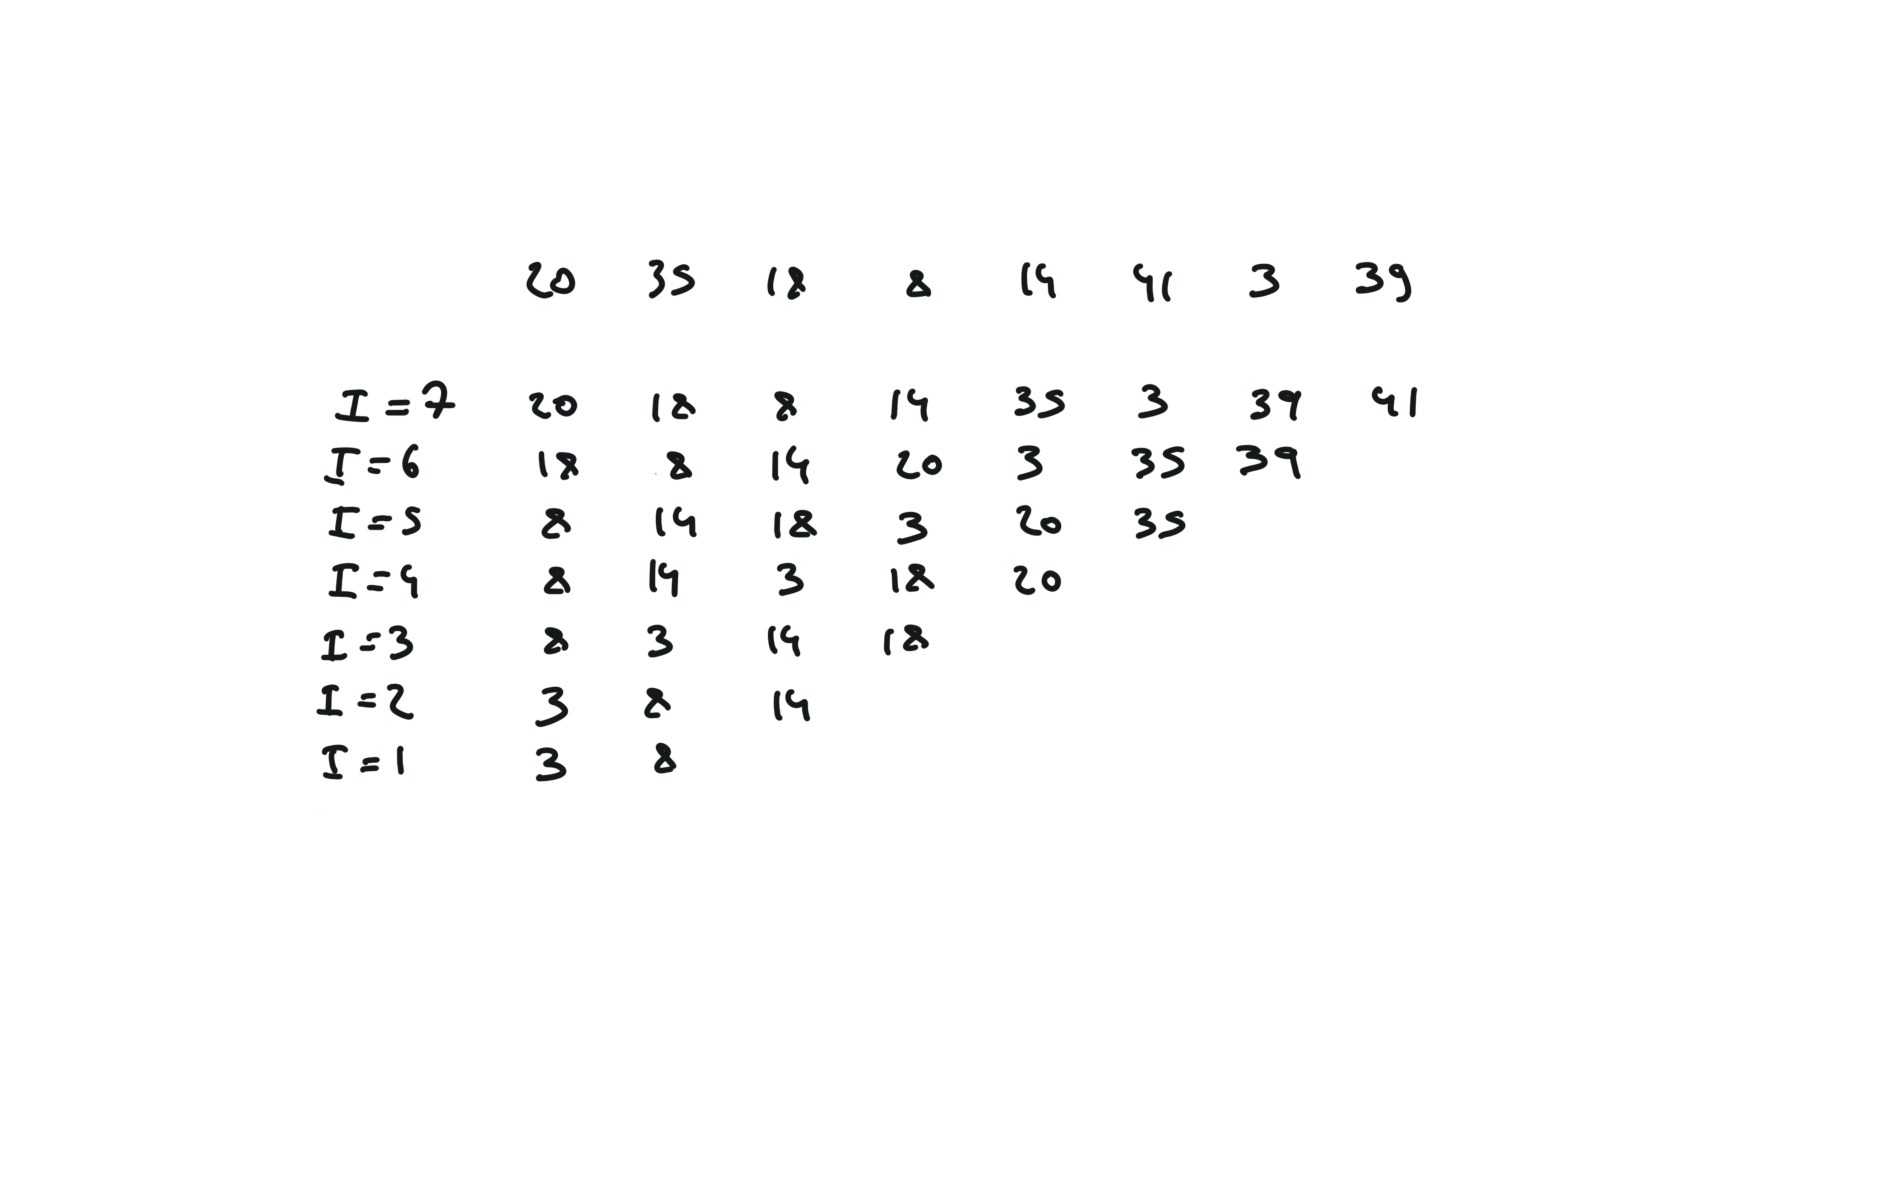 20 35 18 8 14 41 3 39
I=7 20 18 8 14 35 3 39 41
I=6 18 8 14 20 3 35 39
I=5 8 14 18 3 20 35
I=4 8 14 3 18 20
I=3 8 3 14 18
I=2 3 8 14
I=1 3 8